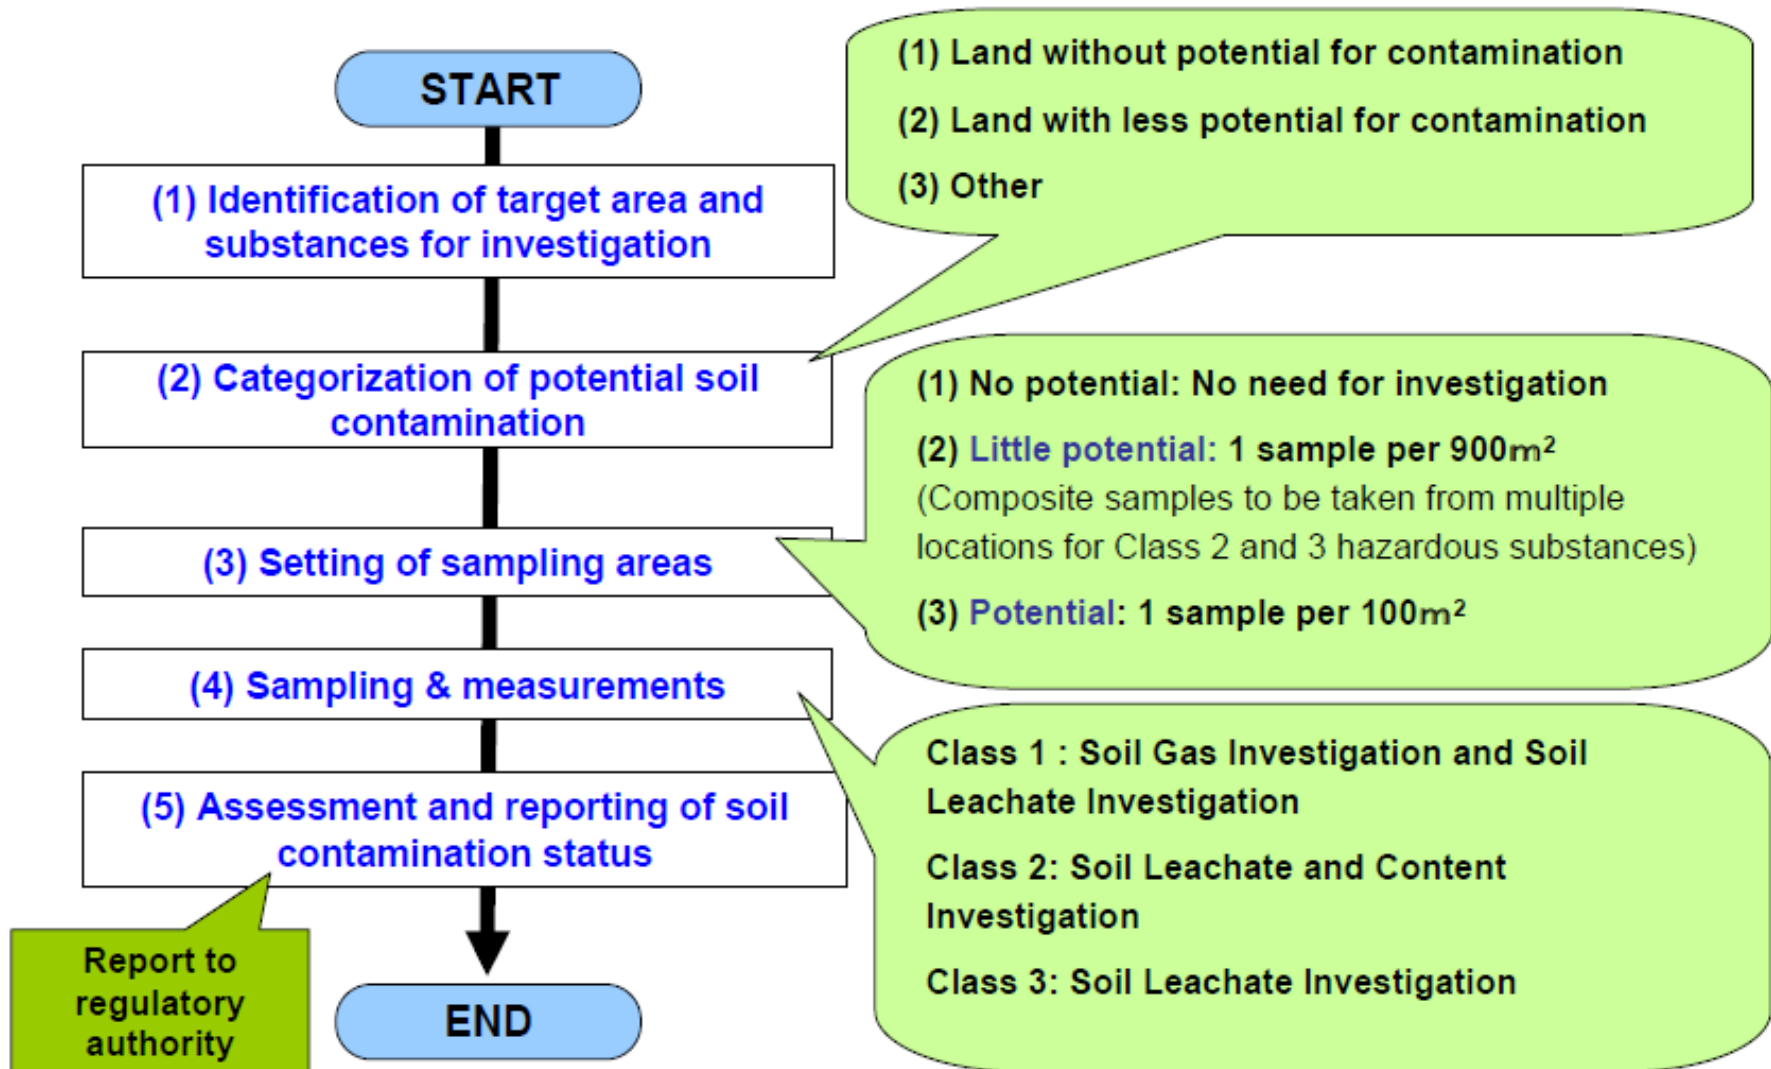 START
(1) Identification of target area and
substances for investigation
(2) Categorization of potential soil
contamination
(3) Setting of sampling areas
(4) Sampling & measurements
(5) Assessment and reporting of soil
contamination status
END
(1) Land without potential for contamination
(2) Land with less potential for contamination
(3) Other
(1) No potential: No need for investigation
(2) Little potential: 1 sample per 900m²
(Composite samples to be taken from multiple
locations for Class 2 and 3 hazardous substances)
(3) Potential: 1 sample per 100m²
Class 1 : Soil Gas Investigation and Soil
Leachate Investigation
Class 2: Soil Leachate and Content
Investigation
Class 3: Soil Leachate Investigation
Report to
regulatory
authority